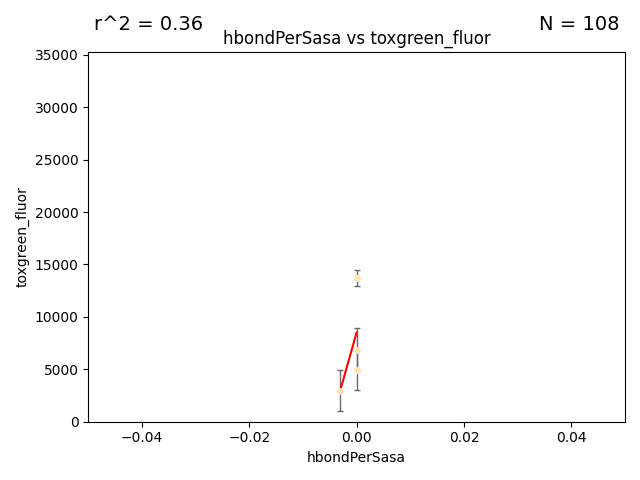 r^2 = 0.36
N = 108
hbondPerSasa vs toxgreen_fluor
35000
30000
25000
20000
15000
10000
5000
0
toxgreen_fluor
−0.04
−0.02
0.00
0.02
0.04
hbondPerSasa